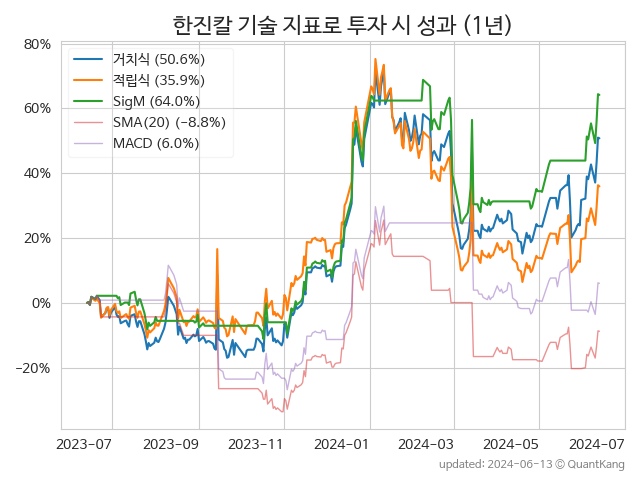 한진칼 기술 지표로 투자 시 성과 (1년)
80%
60%
40%
20%
0%
−20%
거치식 (50.6%)
적립식 (35.9%)
SigM (64.0%)
SMA(20) (−8.8%)
MACD (6.0%)
2023-07 2023-09 2023-11 2024-01 2024-03 2024-05 2024-07
updated: 2024-06-13 © QuantKang